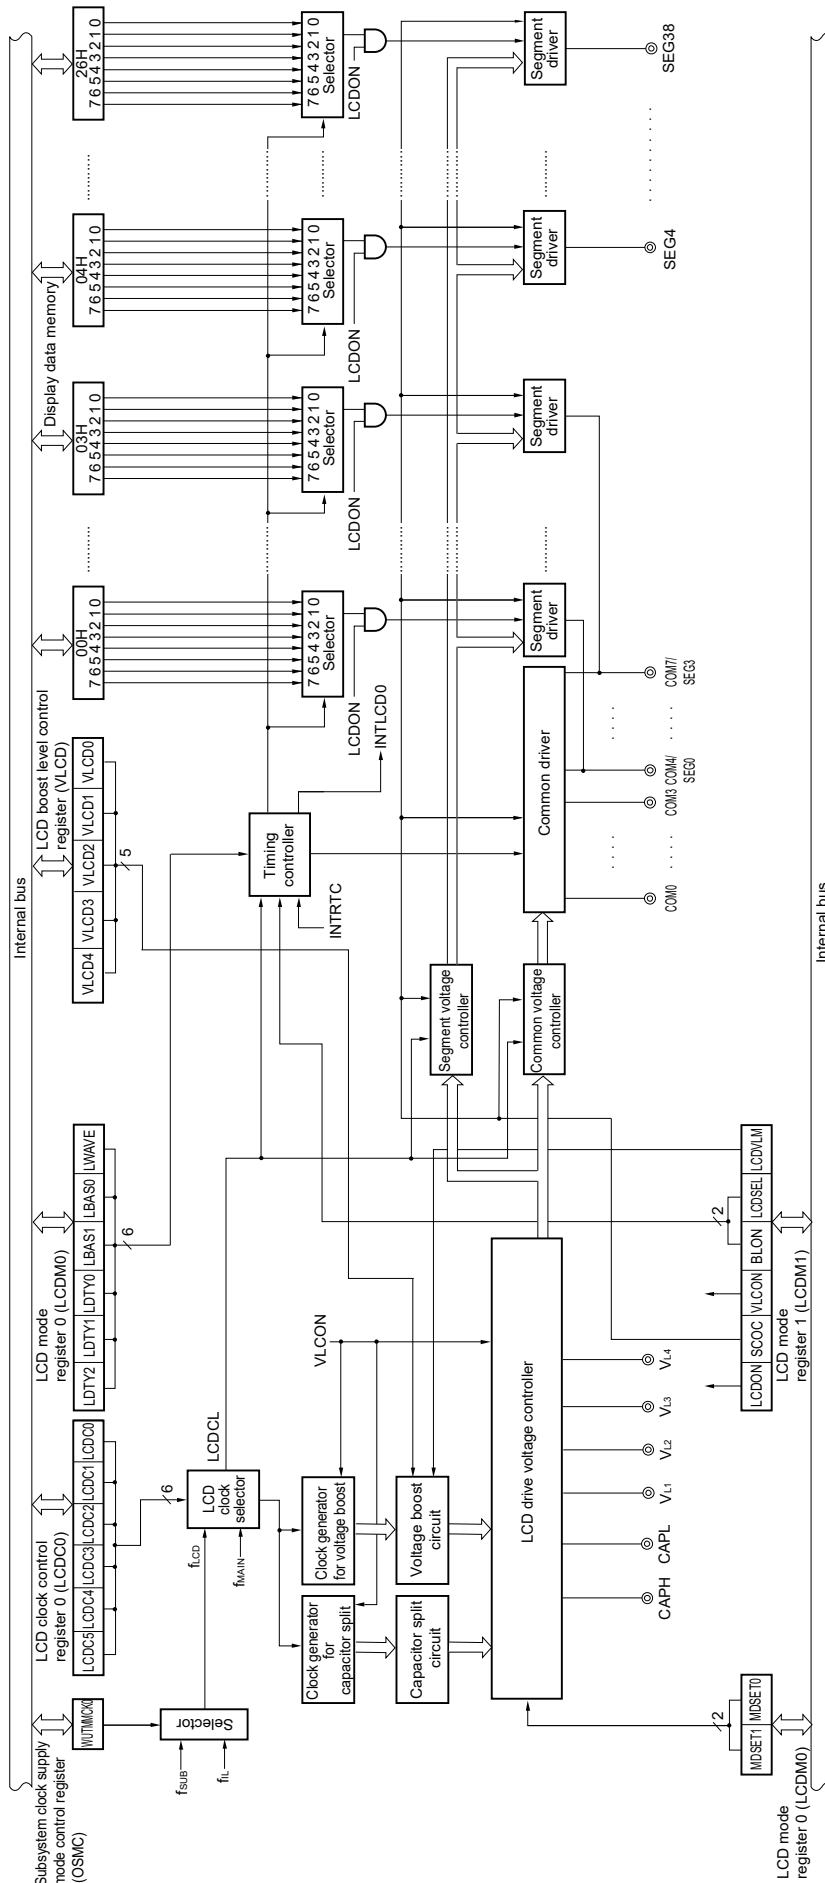 Internal bus
Subsystem clock supply
mode control register
(OSMC)
WUTMMCK0
LCD clock control
register 0 (LCDC0)
LCDC5 LCDC4 LCDC3 LCDC2 LCDC1 LCDC0
6
LCD mode
register 0 (LCDM0)
LDTY2 LDTY1 LDTY0 LBAS1 LBAS0 LWAVE
6
LCD boost level control
register (VLCD)
VLCD4 VLCD3 VLCD2 VLCD1 VLCD0
5
Display data memory
00H
7 6 5 4 3 2 1 0
03H
7 6 5 4 3 2 1 0
04H
7 6 5 4 3 2 1 0
26H
7 6 5 4 3 2 1 0
fSUB
fIL
Selector
fLCD
fMAIN
LCD
clock
selector
LCDCL
INTRTC
Timing
controller
INTLCD0
7 6 5 4 3 2 1 0
Selector
LCDON
7 6 5 4 3 2 1 0
Selector
LCDON
7 6 5 4 3 2 1 0
Selector
LCDON
7 6 5 4 3 2 1 0
Selector
LCDON
Clock generator
for
capacitor split
Clock generator
for voltage boost
VLCON
Capacitor split
circuit
Voltage boost
circuit
Segment voltage
controller
Common voltage
controller
LCD drive voltage controller
Common driver
Segment
driver
Segment
driver
Segment
driver
Segment
driver
CAPH
CAPL
VL1
VL2
VL3
VL4
COM0
COM3
COM4/
SEG0
COM7/
SEG3
SEG4
SEG38
2
MDSET1 MDSET0
LCD mode
register 0 (LCDM0)
2
LCDON SCOC VLCON BLON LCDSEL LCDVLM
LCD mode
register 1 (LCDM1)
Internal bus